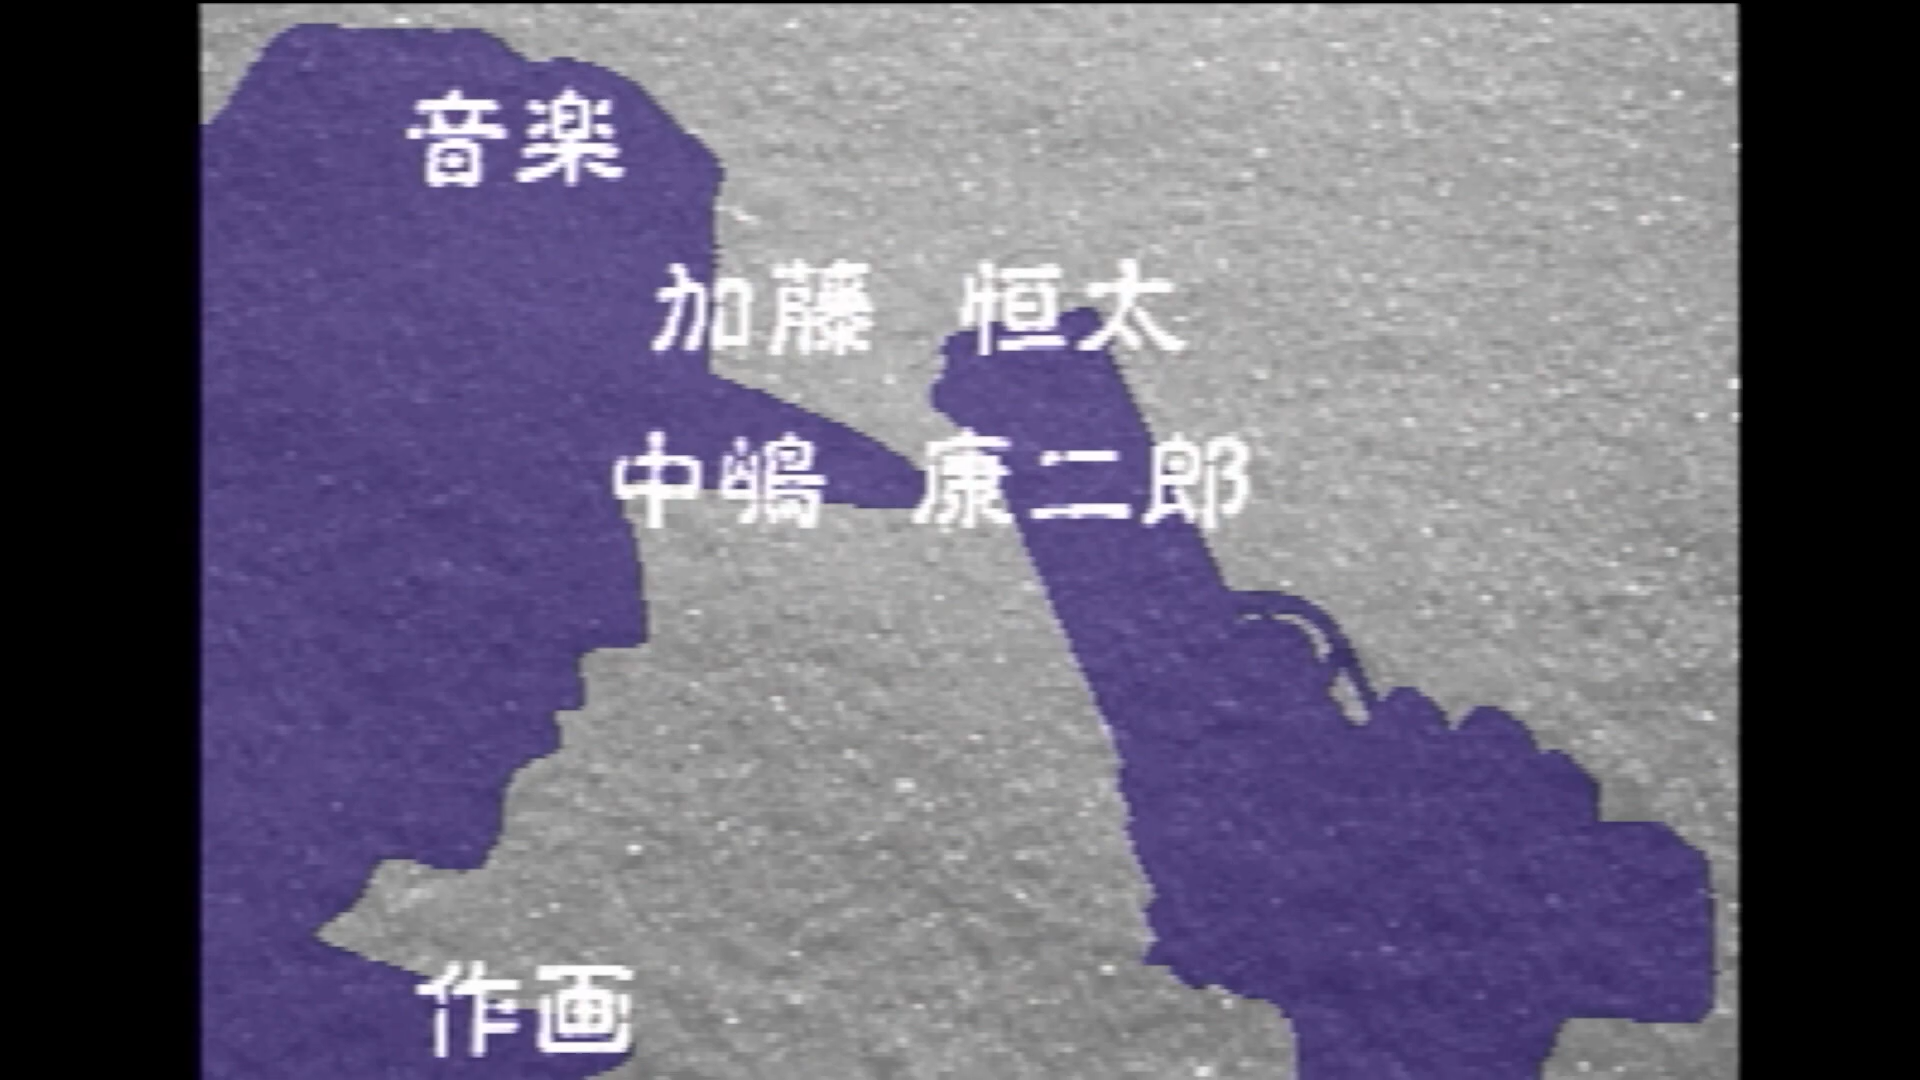 音楽
加藤 恒太
中嶋 康二郎
作画